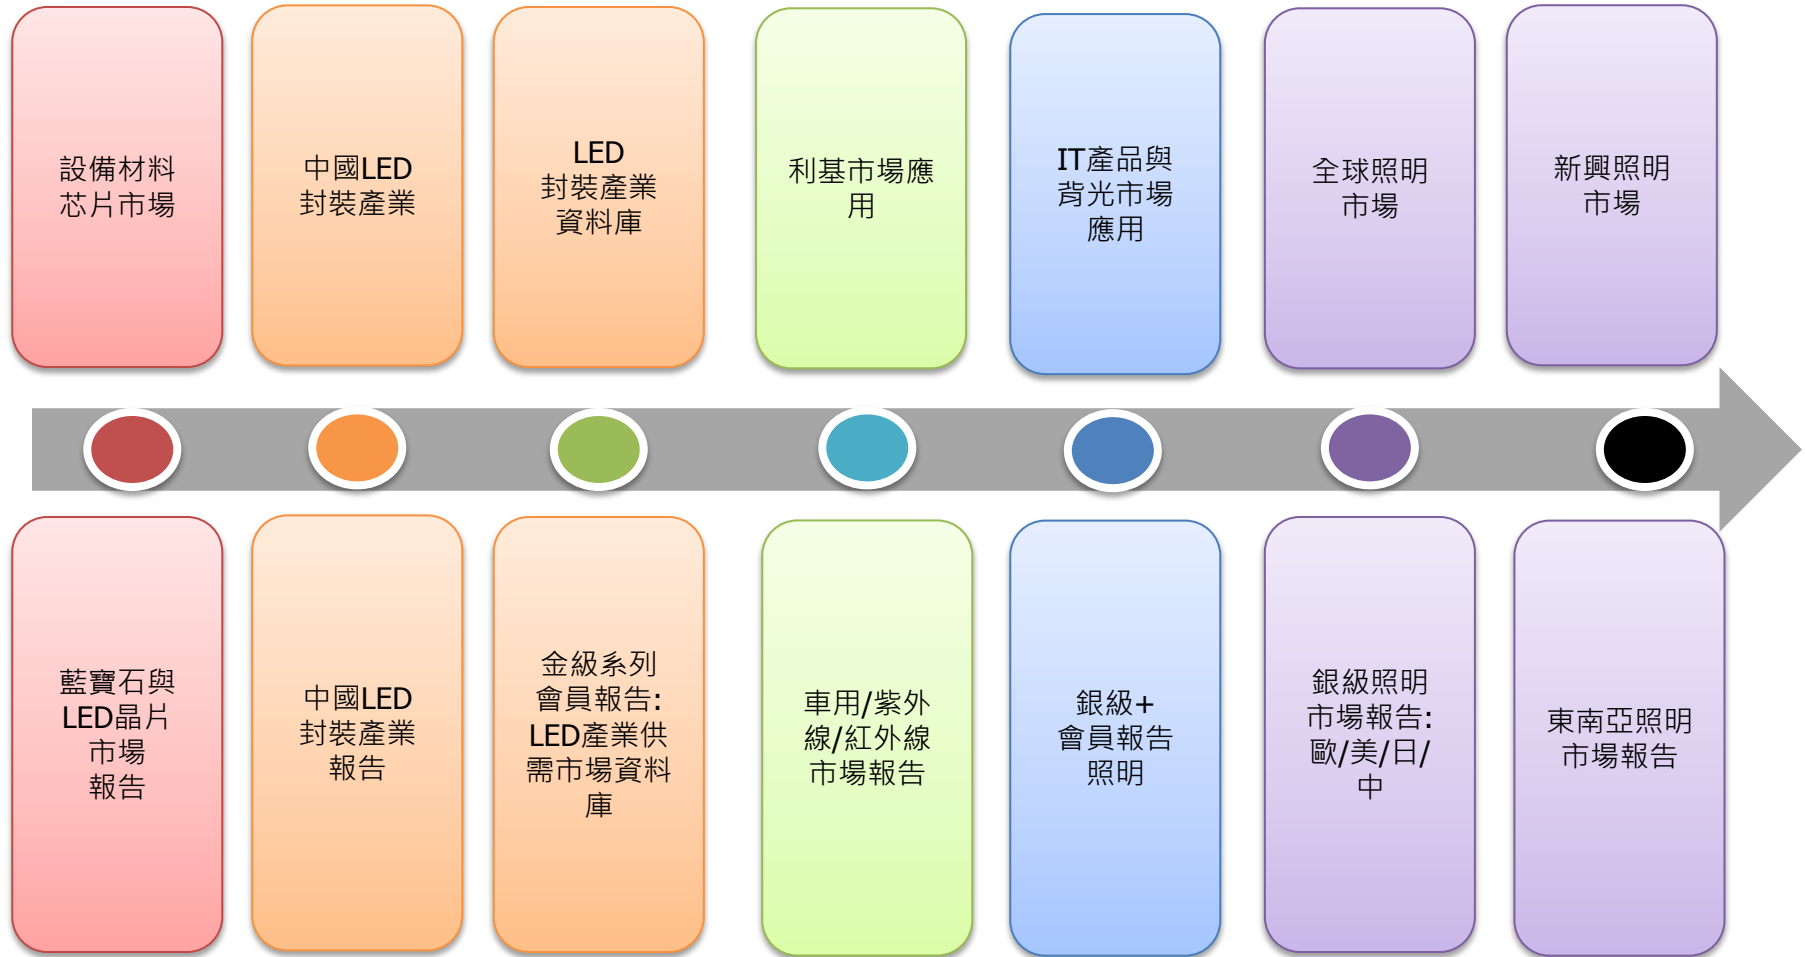 設備材料
芯片市場
中國LED
封裝產業
LED
封裝產業
資料庫
利基市場應
用
IT產品與
背光市場
應用
全球照明
市場
新興照明
市場
藍寶石與
LED晶片
市場
報告
中國LED
封裝產業
報告
金級系列
會員報告:
LED產業供
需市場資料
庫
車用/紫外
線/紅外線
市場報告
銀級+
會員報告
照明
銀級照明
市場報告:
歐/美/日/
中
東南亞照明
市場報告